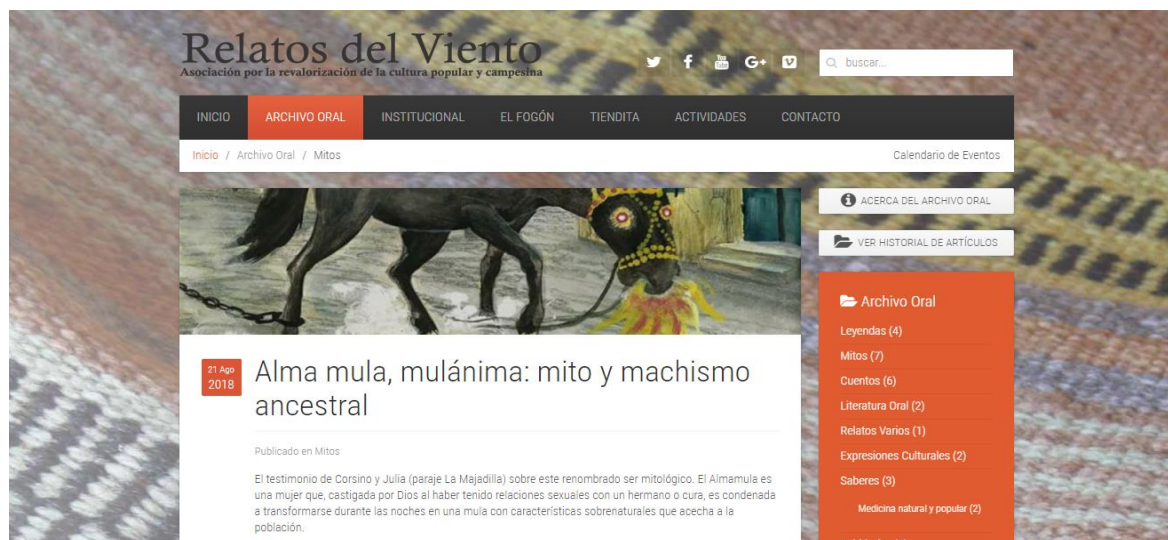 Relatos del Viento
Asociación por la revalorización de la cultura popular y campesina
buscar...
INICIO
ARCHIVO ORAL
INSTITUCIONAL
EL FOGÓN
TIENDITA
ACTIVIDADES
CONTACTO
Inicio / Archivo Oral / Mitos
Calendario de Eventos
21 Ago
2018
Alma mula, mulánima: mito y machismo
ancestral
Publicado en Mitos
El testimonio de Corsino y Julia (paraje La Majadilla) sobre este renombrado ser mitológico. El Almamula es
una mujer que, castigada por Dios al haber tenido relaciones sexuales con un hermano o cura, es condenada
a transformarse durante las noches en una mula con características sobrenaturales que acecha a la
población.
ACERCA DEL ARCHIVO ORAL
VER HISTORIAL DE ARTÍCULOS
Archivo Oral
Leyendas (4)
Mitos (7)
Cuentos (6)
Literatura Oral (2)
Relatos Varios (1)
Expresiones Culturales (2)
Saberes (3)
Medicina natural y popular (2)